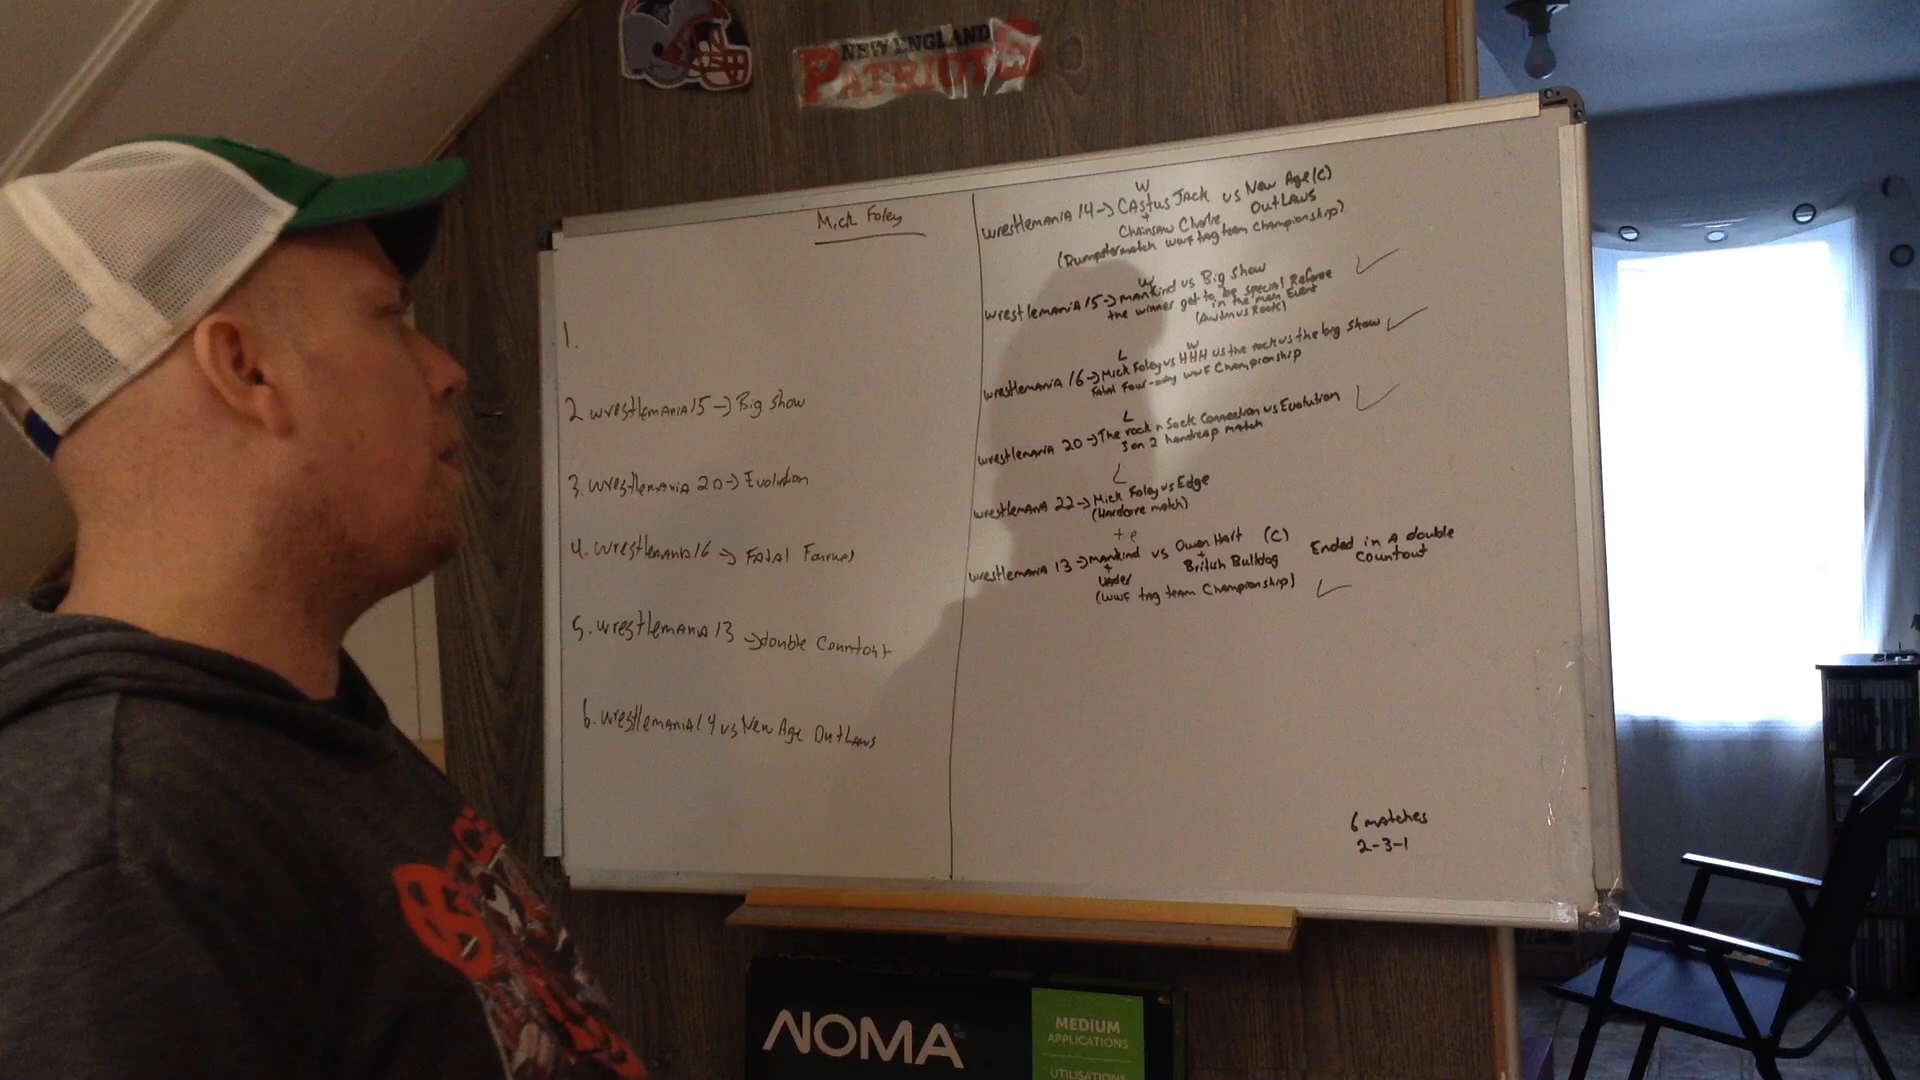 NEW ENGLAND
PATRIOTS
Mick Foley
1.
2 wrestlemania 15 -> Big Show
3. wrestlemania 20 -> Evolution
4. wrestlemania 16 -> Fatal
5. wrestlemania 13 -> double Countout
6. wrestlemania 14 vs New Age Outlaws
W
wrestlemania 14 -> CActus Jack vs New Age (C)
+ OutLaws
Chainsaw Charlie
(Dumpstermatch WWF tag team Championship)
W
wrestlemania 15 -> mankind vs Big Show
the winner get to be special Referee
in the main Event
L W
wrestlemania 16 -> Mick Foley vs HHH vs the rock vs the big show
Fatal Four-way WWF Championship
L
wrestlemania 20 -> The rock n Sock Connection vs Evolution
3 on 2 handicap match
L
wrestlemania 22 -> Mick Foley vs Edge
(Hardcore match)
wrestlemania 13 -> mankind vs Owen Hart (C) Ended in A double
+ + Countout
Vader British Bulldog
(WWF tag team Championship)
6 matches
2-3-1
NOMA
MEDIUM
APPLICATIONS
UTILISATIONS